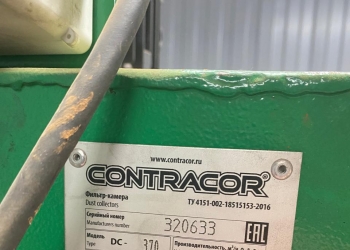 www.contracor.ru
CONTRACOR®
Фильтр-камера
Dust collectors
ТУ 4151-002-18515153-2016
Серийный номер
Manufacturers number
320633
EAC
Модель
Type
DC - 370
Производительность, м³/ч